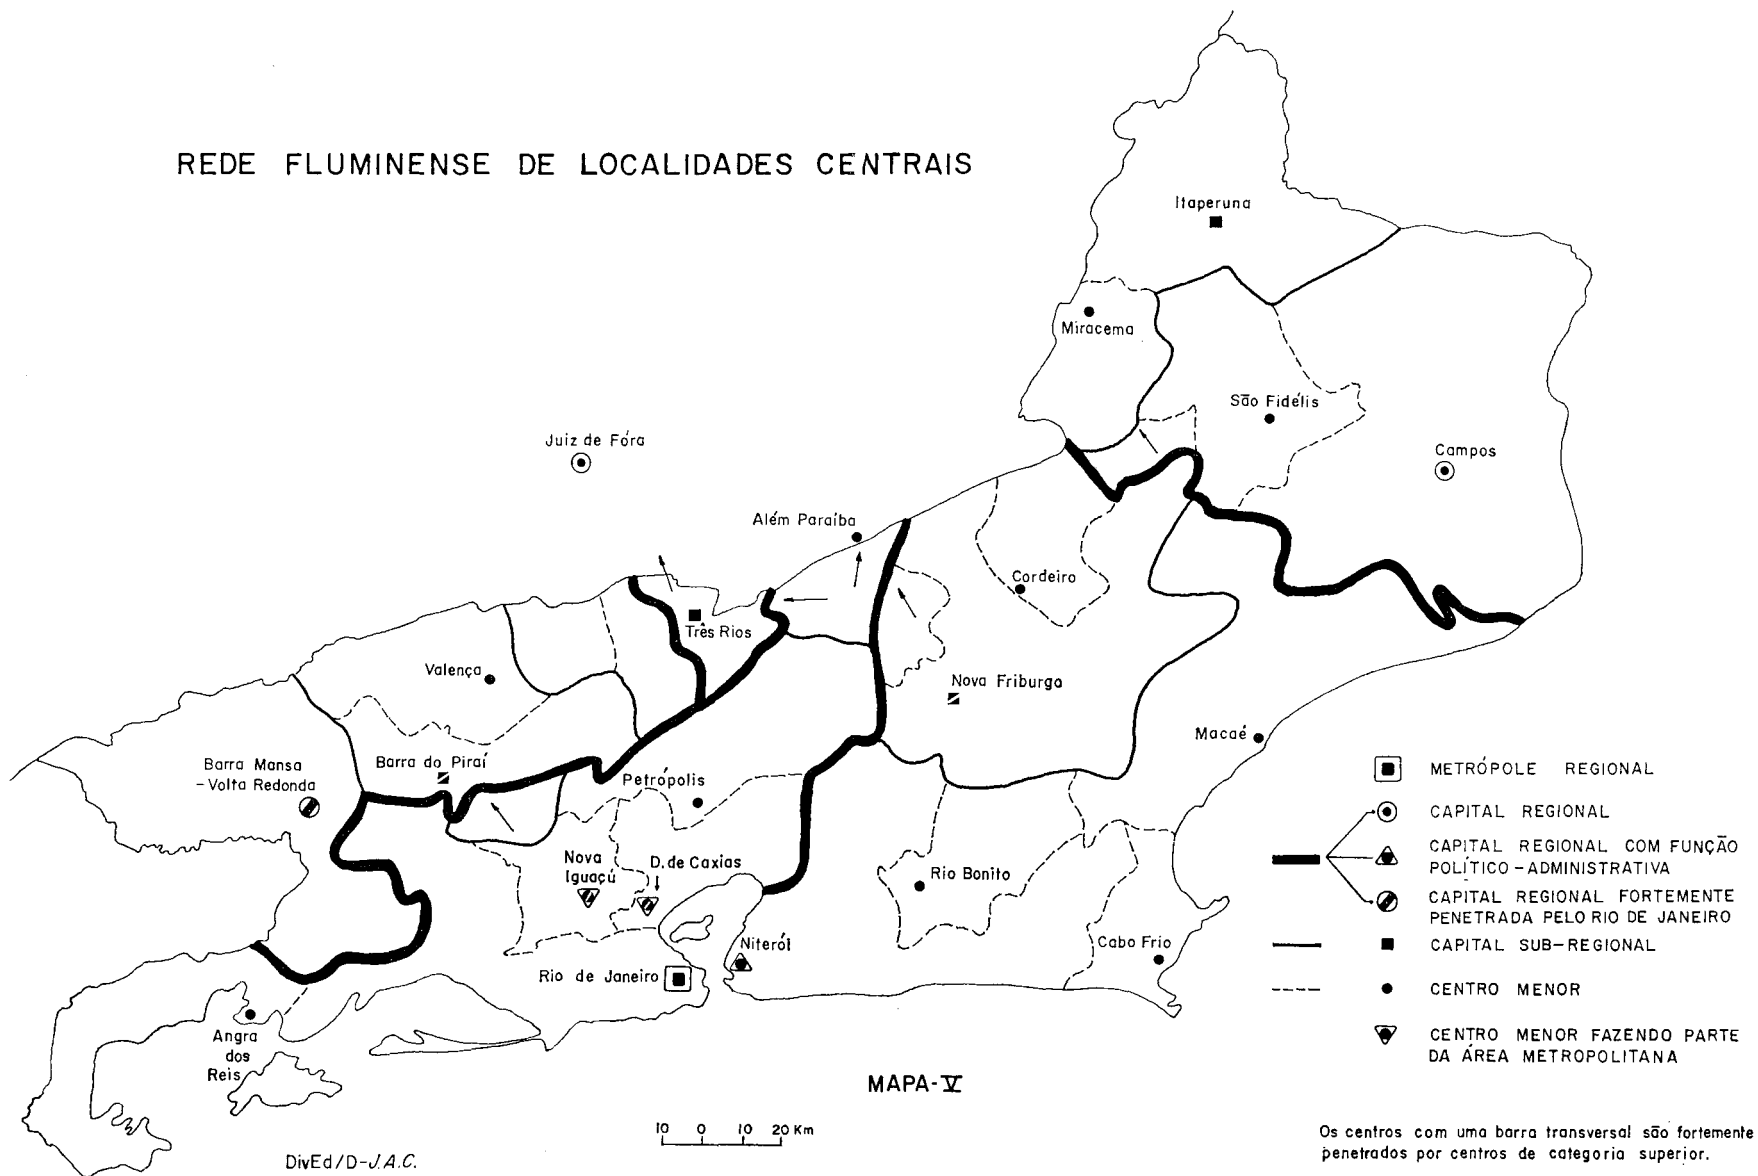 REDE FLUMINENSE DE LOCALIDADES CENTRAIS
Itaperuna
Miracema
São Fidélis
Juiz de Fóra
Campos
Além Paraíba
Cordeiro
Três Rios
Valença
Nova Friburgo
Macaé
Barra Mansa
-Volta Redonda
Barra do Piraí
Petrópolis
Nova
Iguaçú
D. de Caxias
Rio Bonito
Niterói
Cabo Frio
Rio de Janeiro
Angra
dos
Reis
METRÓPOLE REGIONAL
CAPITAL REGIONAL
CAPITAL REGIONAL COM FUNÇÃO
POLÍTICO-ADMINISTRATIVA
CAPITAL REGIONAL FORTEMENTE
PENETRADA PELO RIO DE JANEIRO
CAPITAL SUB-REGIONAL
CENTRO MENOR
CENTRO MENOR FAZENDO PARTE
DA ÁREA METROPOLITANA
MAPA-V
10 0 10 20 Km
DivEd/D-J.A.C.
Os centros com uma barra transversal são fortemente
penetrados por centros de categoria superior.